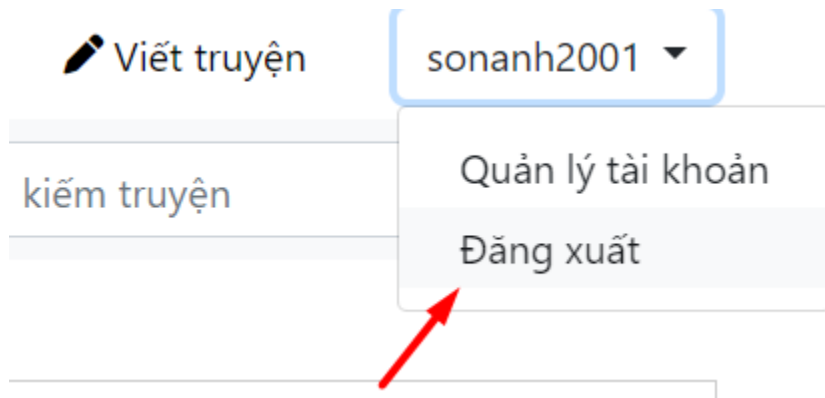 Viết truyện
sonanh2001
kiếm truyện
Quản lý tài khoản
Đăng xuất